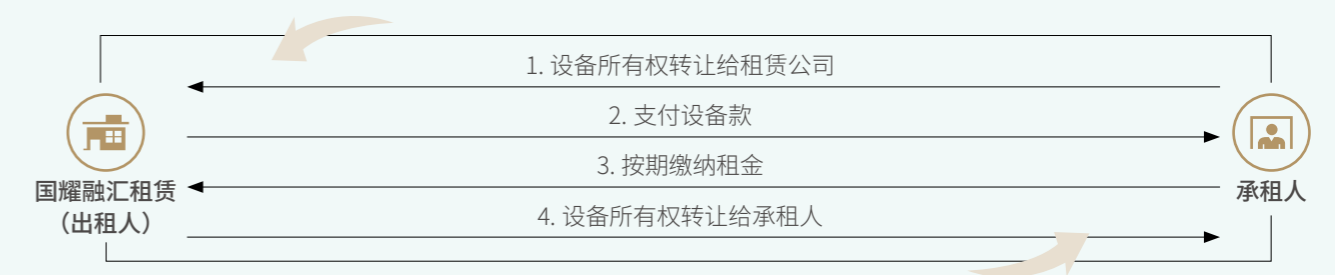 1. 设备所有权转让给租赁公司
2. 支付设备款
3. 按期缴纳租金
4. 设备所有权转让给承租人
国耀融汇租赁
（出租人）
承租人